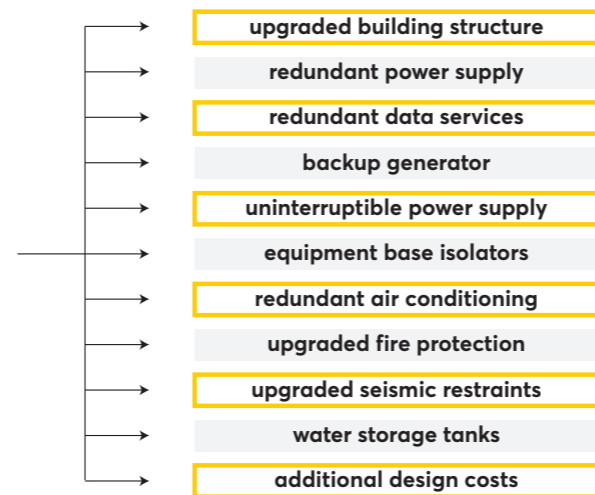 upgraded building structure
redundant power supply
redundant data services
backup generator
uninterruptible power supply
equipment base isolators
redundant air conditioning
upgraded fire protection
upgraded seismic restraints
water storage tanks
additional design costs